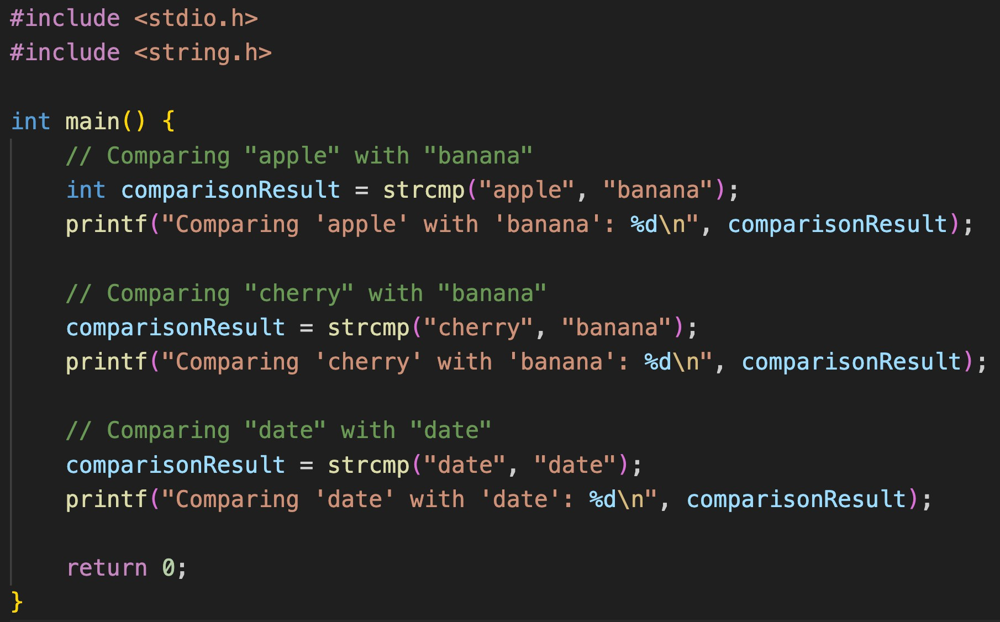 #include <stdio.h>
#include <string.h>

int main() {
    // Comparing "apple" with "banana"
    int comparisonResult = strcmp("apple", "banana");
    printf("Comparing 'apple' with 'banana': %d\n", comparisonResult);

    // Comparing "cherry" with "banana"
    comparisonResult = strcmp("cherry", "banana");
    printf("Comparing 'cherry' with 'banana': %d\n", comparisonResult);

    // Comparing "date" with "date"
    comparisonResult = strcmp("date", "date");
    printf("Comparing 'date' with 'date': %d\n", comparisonResult);

    return 0;
}